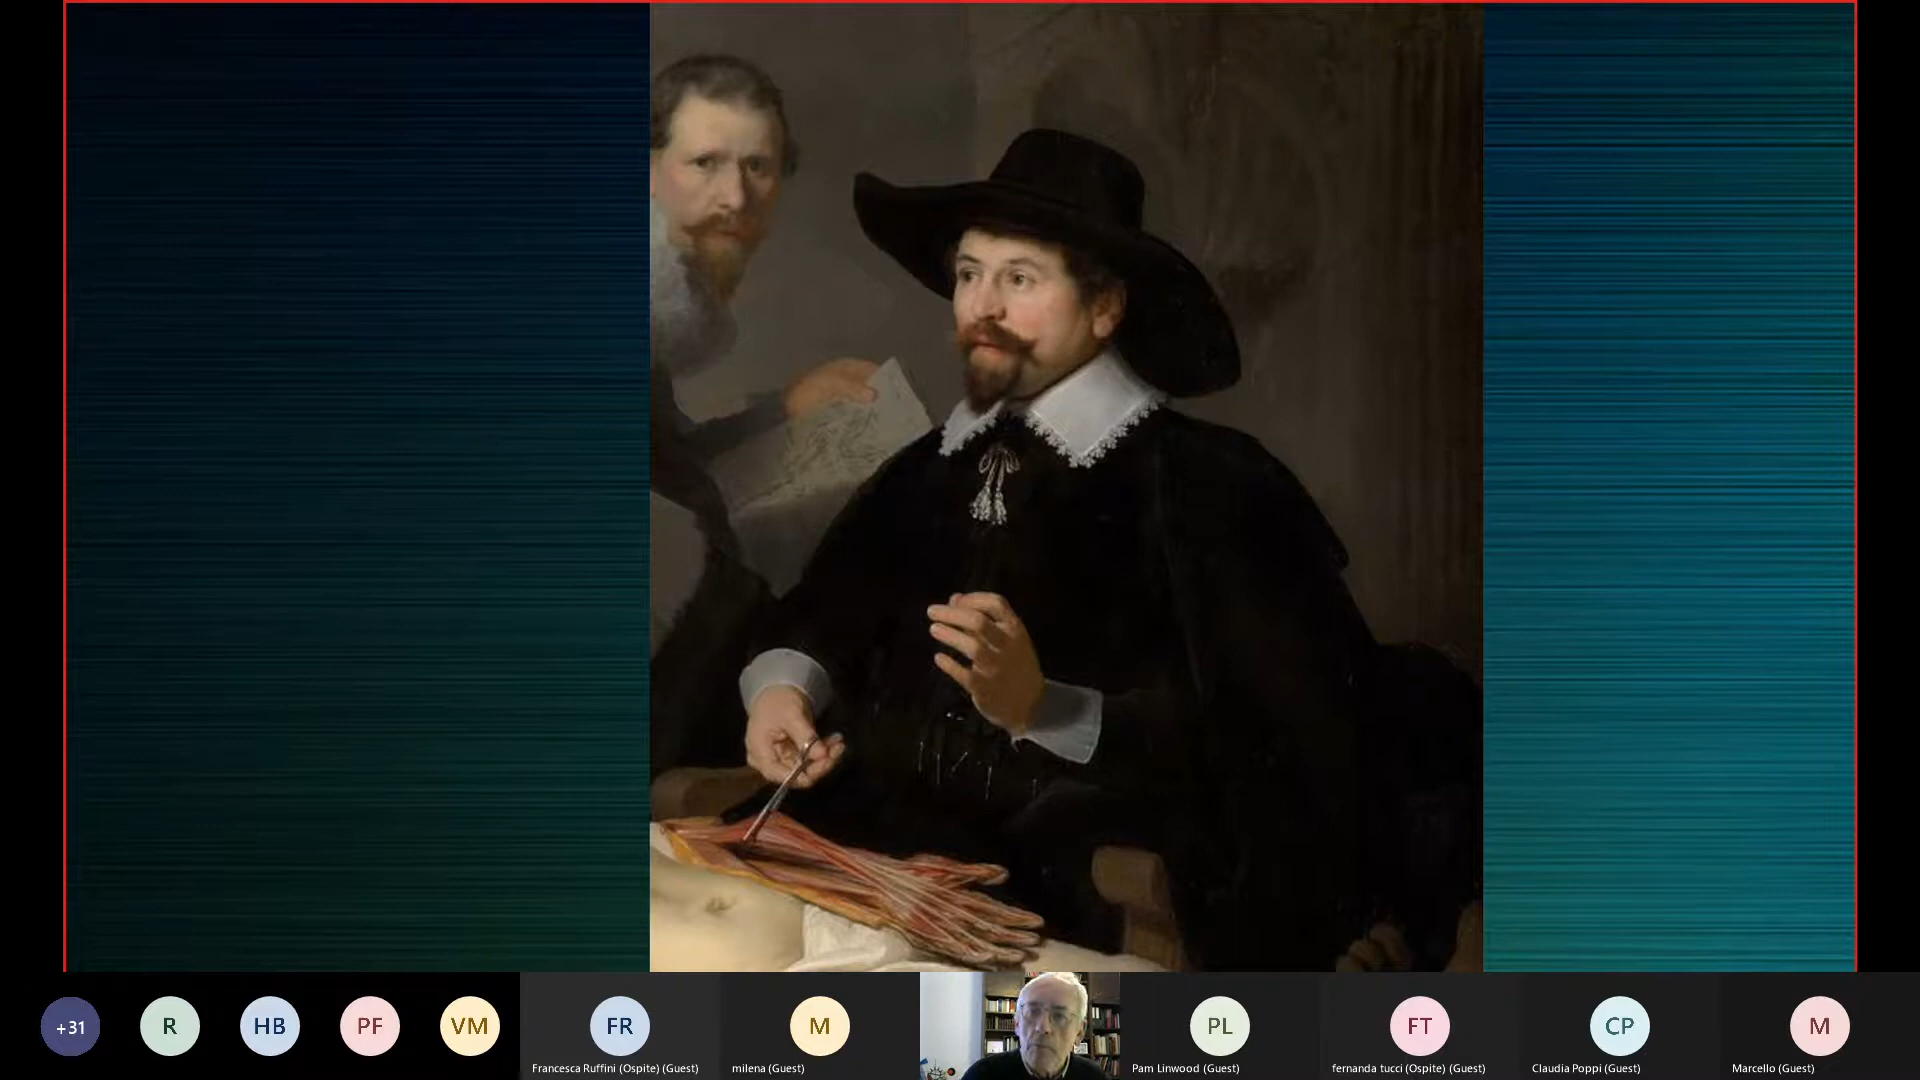 +31
R
HB
PF
VM
FR
Francesca Ruffini (Ospite) (Guest)
M
milena (Guest)
PL
Pam Linwood (Guest)
FT
fernanda tucci (Ospite) (Guest)
CP
Claudia Poppi (Guest)
M
Marcello (Guest)